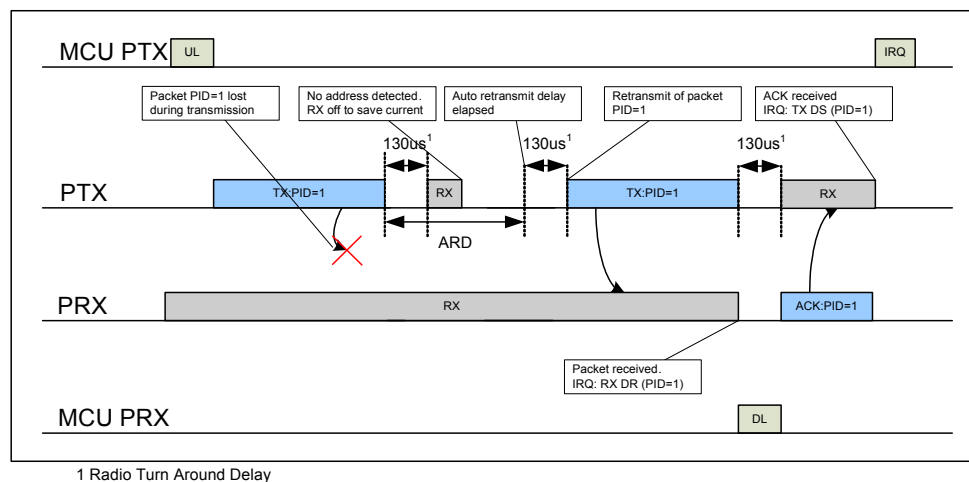 MCU PTX
UL
IRQ
Packet PID=1 lost
during transmission
No address detected.
RX off to save current
Auto retransmit delay
elapsed
Retransmit of packet
PID=1
ACK received
IRQ: TX DS (PID=1)
130us1
130us1
130us1
PTX
TX:PID=1
RX
TX:PID=1
RX
ARD
PRX
RX
ACK:PID=1
Packet received.
IRQ: RX DR (PID=1)
MCU PRX
DL
1 Radio Turn Around Delay